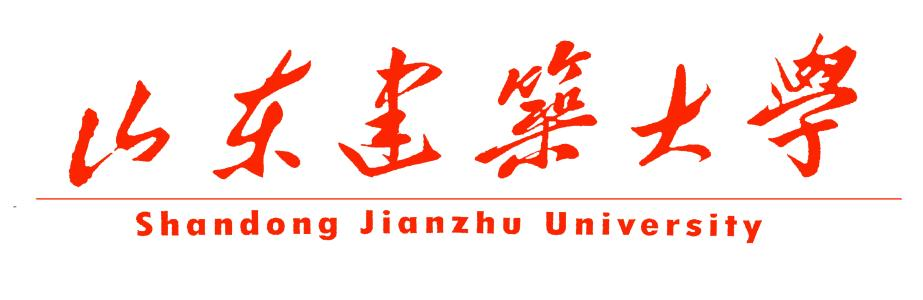 山东建築大學
Shandong Jianzhu University